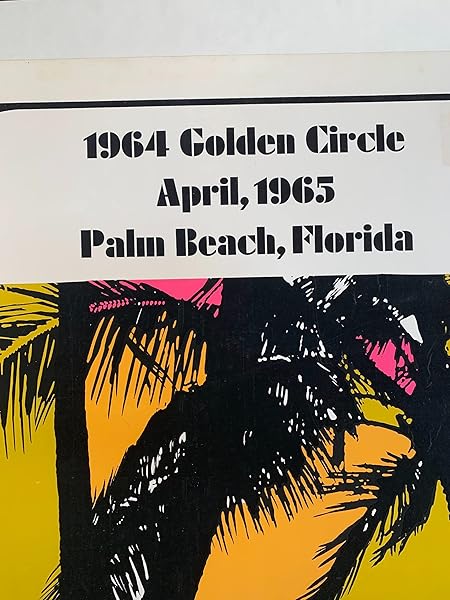 1964 Golden Circle
April, 1965
Palm Beach, Florida